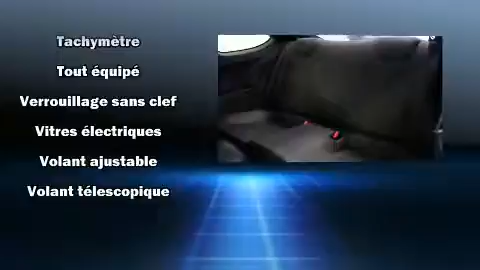 Tachymètre
Tout équipé
Verrouillage sans clef
Vitres électriques
Volant ajustable
Volant télescopique